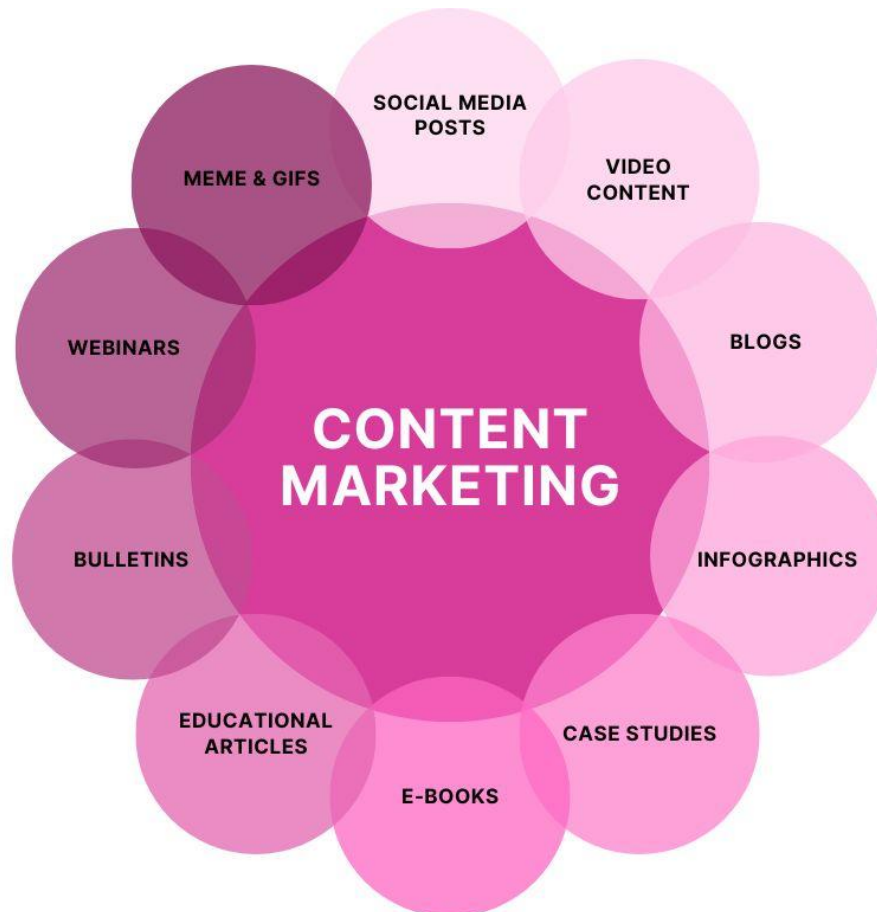 SOCIAL MEDIA
POSTS
VIDEO
CONTENT
BLOGS
INFOGRAPHICS
CASE STUDIES
E-BOOKS
EDUCATIONAL
ARTICLES
BULLETINS
WEBINARS
MEME & GIFS
CONTENT
MARKETING